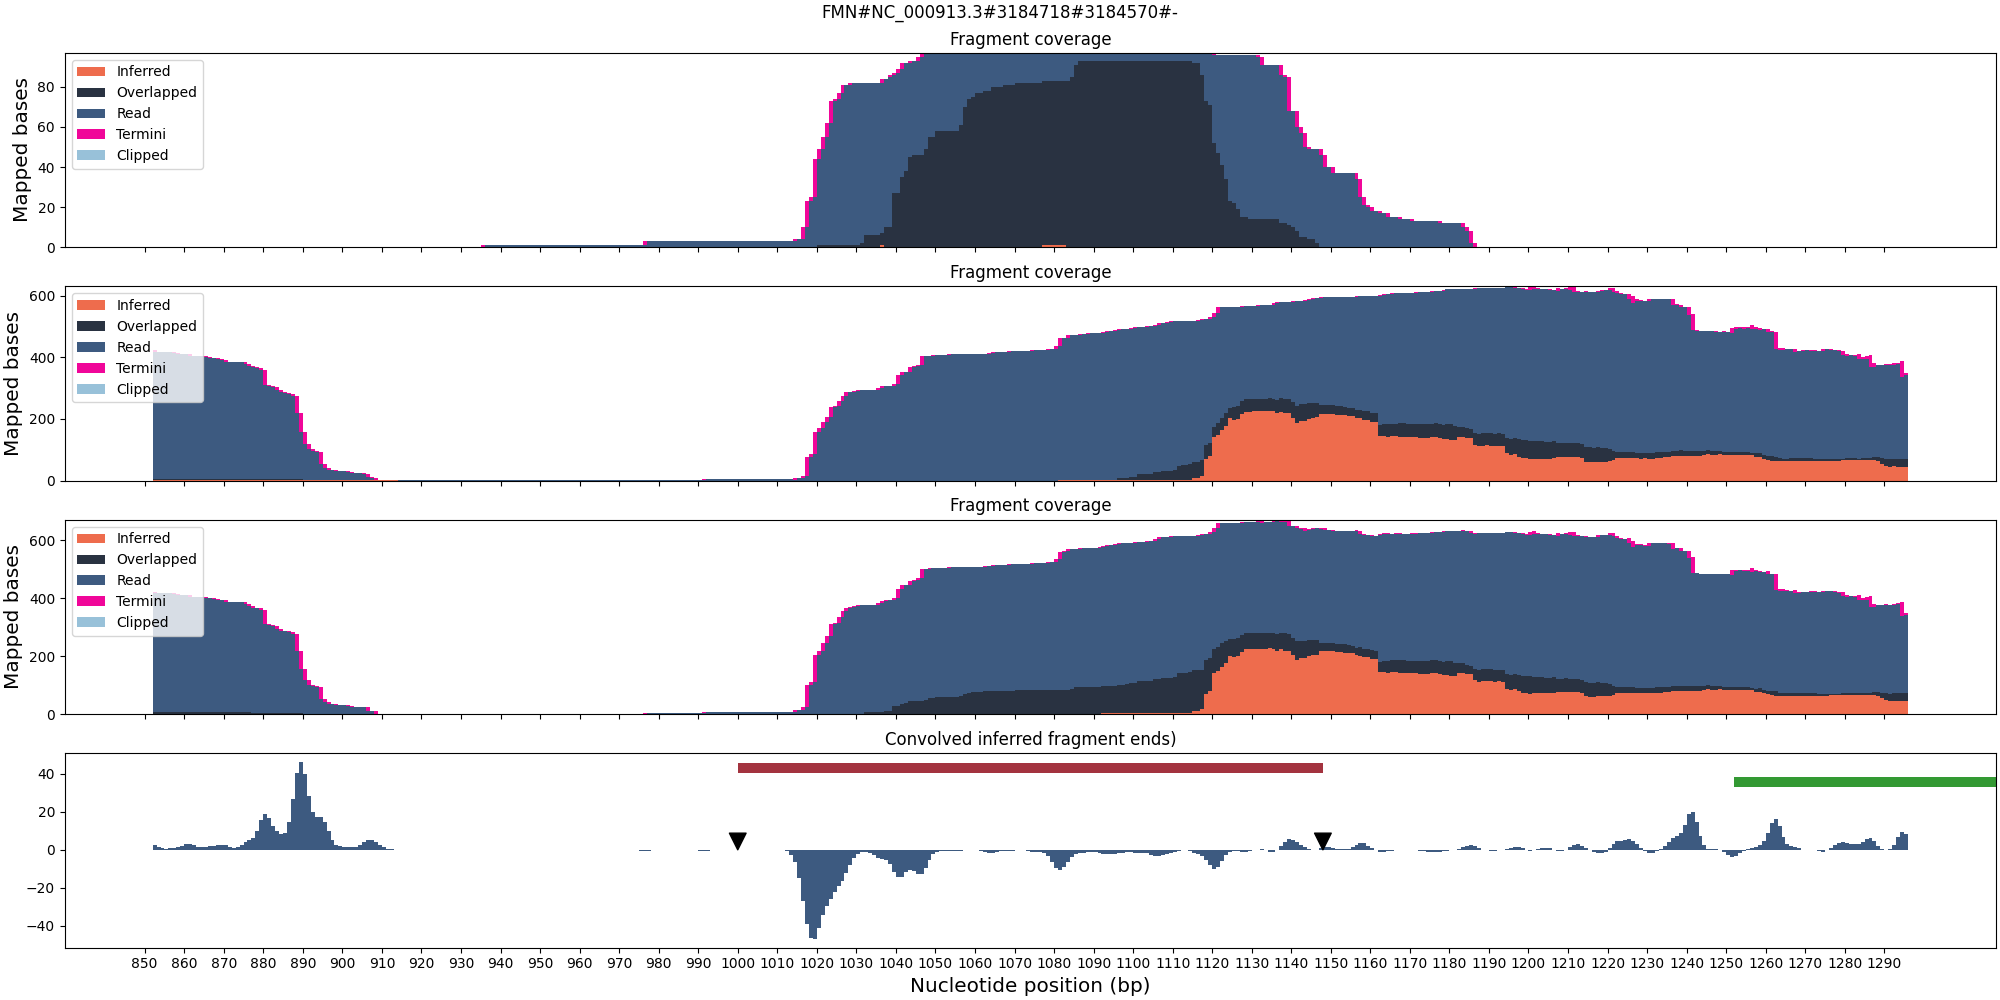 FMN#NC_000913.3#3184718#3184570#-
Fragment coverage
Mapped bases
80
60
40
20
0
Inferred
Overlapped
Read
Termini
Clipped
Fragment coverage
Mapped bases
600
400
200
0
Inferred
Overlapped
Read
Termini
Clipped
Fragment coverage
Mapped bases
600
400
200
0
Inferred
Overlapped
Read
Termini
Clipped
Convolved inferred fragment ends)
40
20
0
−20
−40
850 860 870 880 890 900 910 920 930 940 950 960 970 980 990 1000 1010 1020 1030 1040 1050 1060 1070 1080 1090 1100 1110 1120 1130 1140 1150 1160 1170 1180 1190 1200 1210 1220 1230 1240 1250 1260 1270 1280 1290
Nucleotide position (bp)